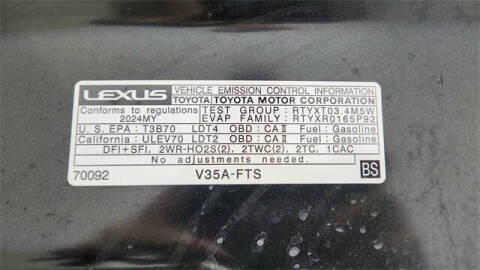 LEXUS VEHICLE EMISSION CONTROL INFORMATION
TOYOTA TOYOTA MOTOR CORPORATION
Conforms to regulations TEST GROUP : RTYXT03.4M5W
2024MY EVAP FAMILY : RTYXR0165P92
U. S. EPA : T3B70 LDT4 OBD : CAⅡ Fuel : Gasoline
California : ULEV70 LDT2 OBD : CAⅡ Fuel : Gasoline
DFI+SFI, 2WR-HO2S(2), 2TWC(2), 2TC, 1CAC
No adjustments needed.
70092 V35A-FTS BS